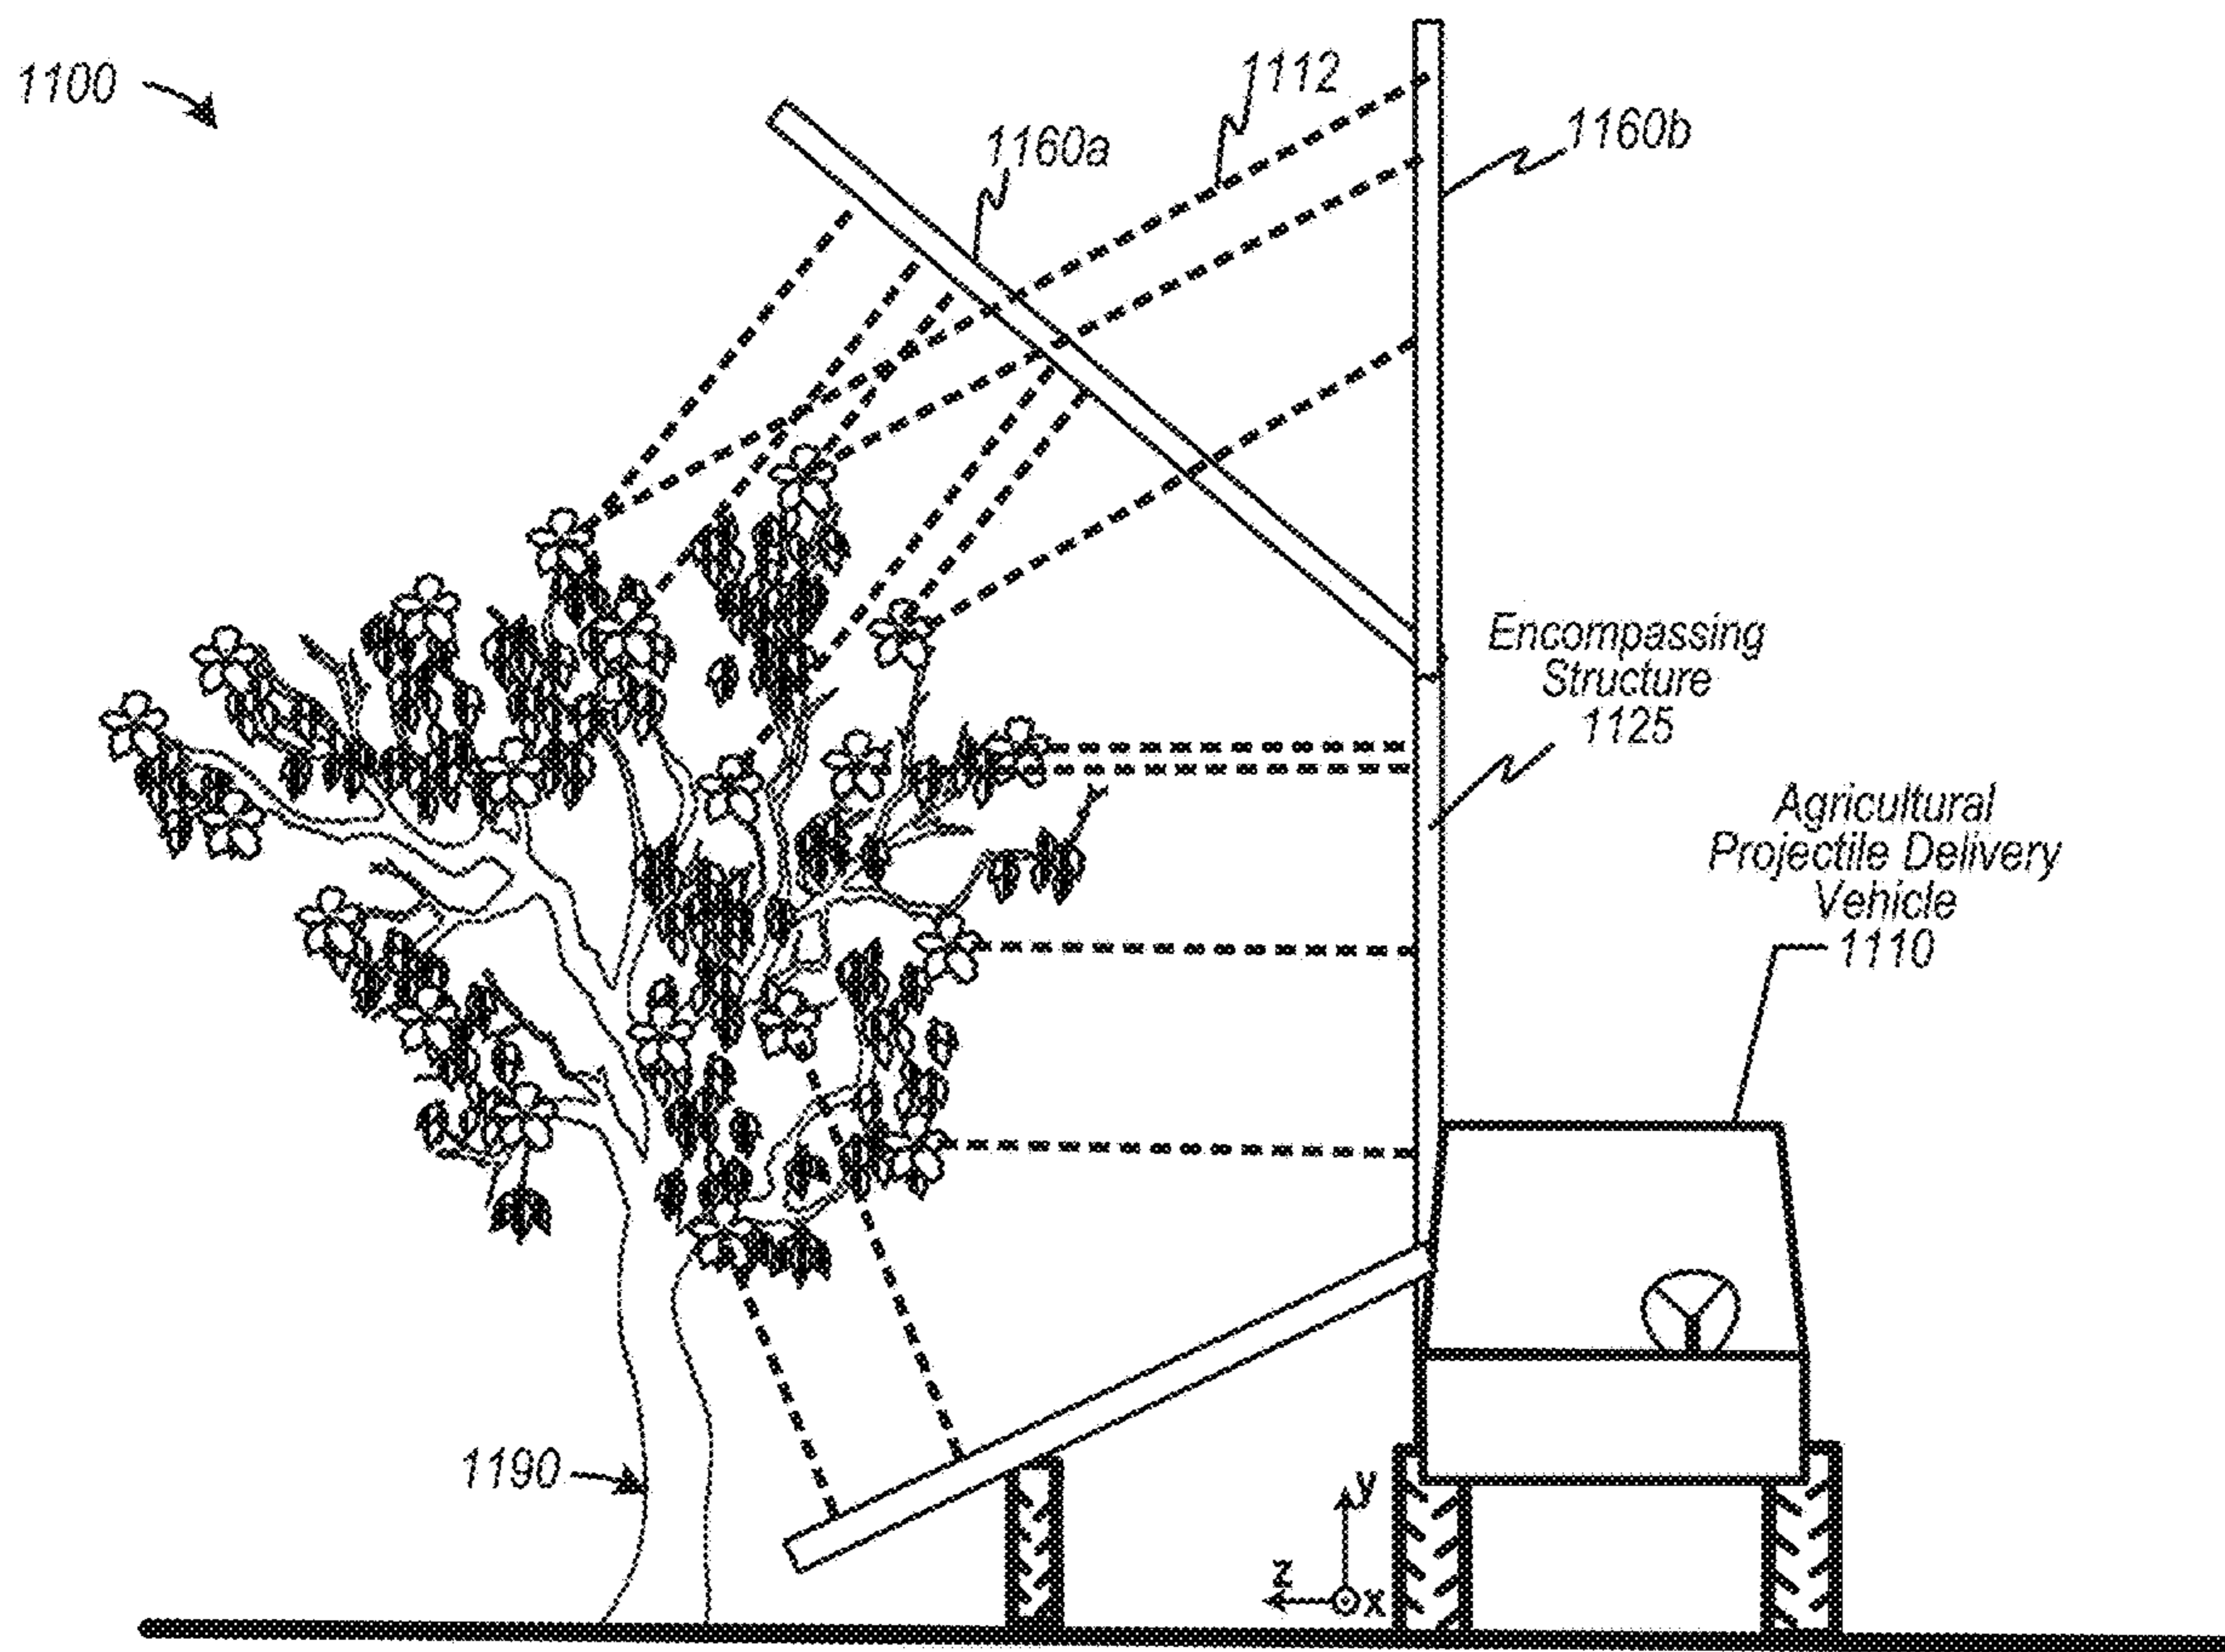 1100
1112
1160a
1160b
Encompassing
Structure
1125
Agricultural
Projectile Delivery
Vehicle
1110
1190
y
z
x